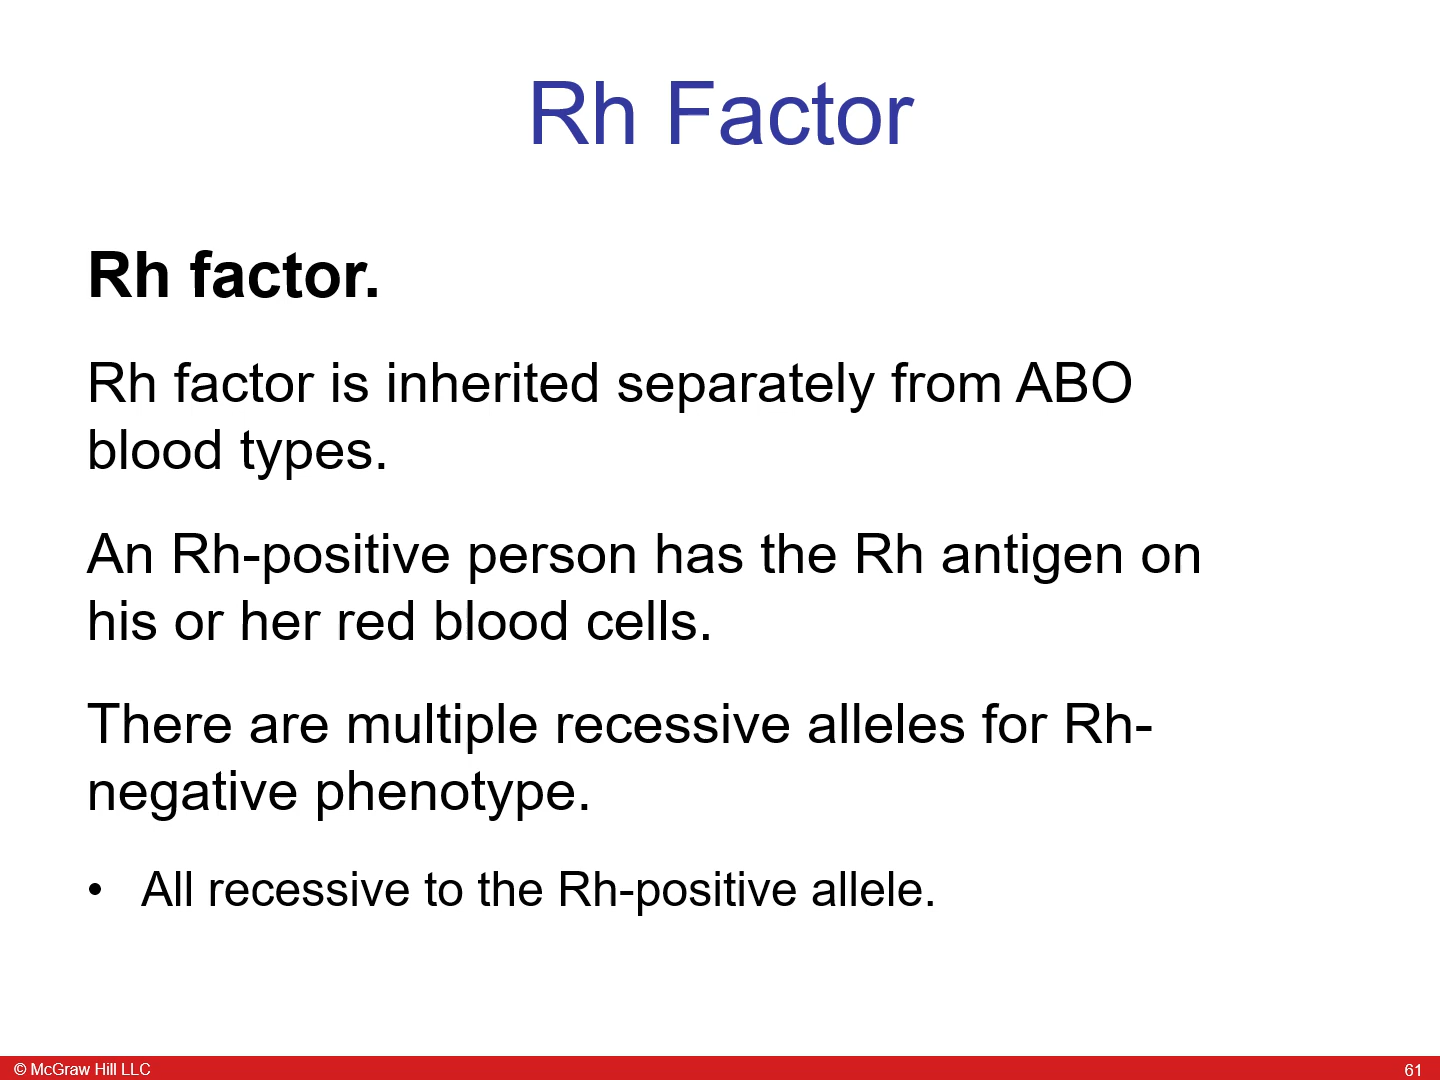 Rh Factor
Rh factor.
Rh factor is inherited separately from ABO
blood types.
An Rh-positive person has the Rh antigen on
his or her red blood cells.
There are multiple recessive alleles for Rh-
negative phenotype.
• All recessive to the Rh-positive allele.
© McGraw Hill LLC
61